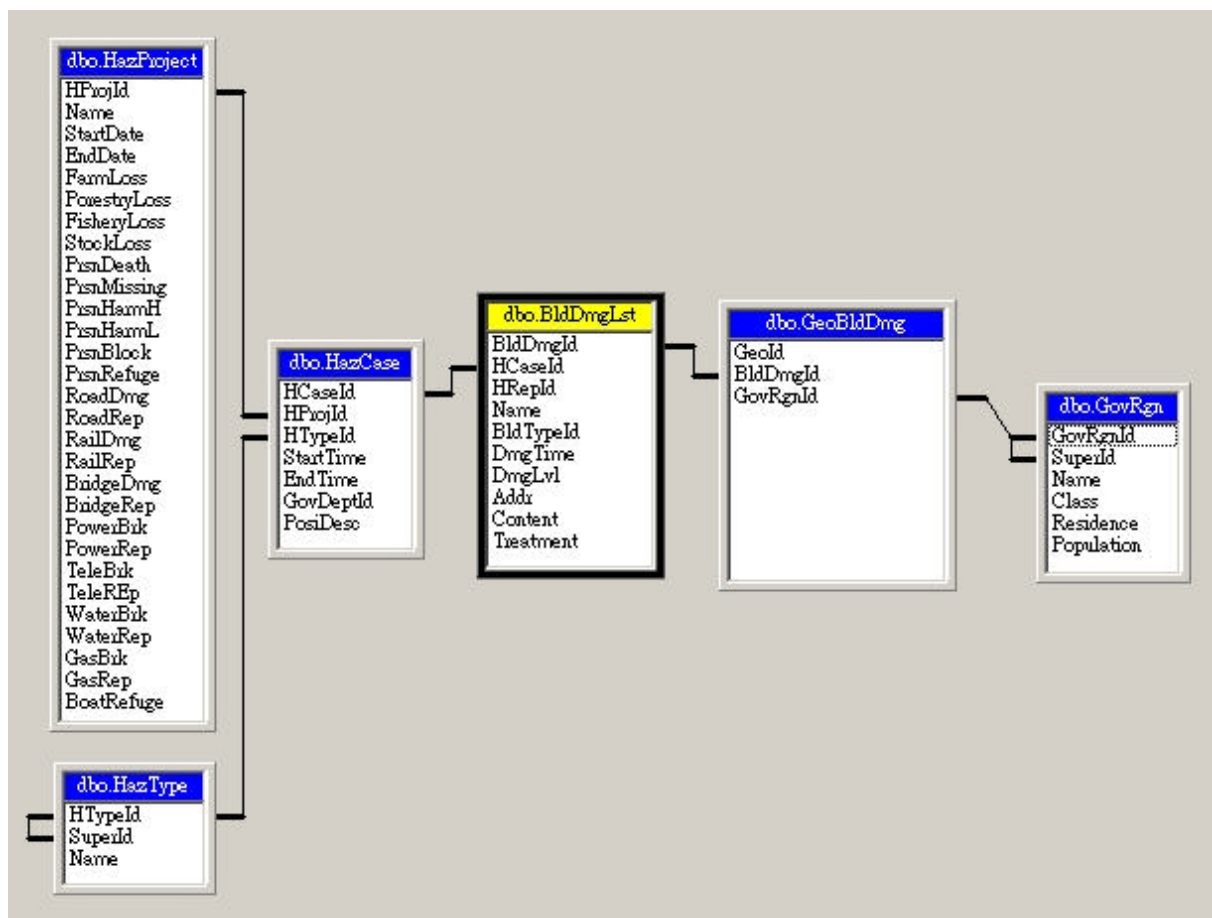 dbo.HazProject
HProjId
Name
StartDate
EndDate
FarmLoss
ForestryLoss
FisheryLoss
StockLoss
PrsnDeath
PrsnMissing
PrsnHarmH
PrsnHarmL
PrsnBlock
PrsnRefuge
RoadDmg
RoadRep
RailDmg
RailRep
BridgeDmg
BridgeRep
PowerBrk
PowerRep
TeleBrk
TeleREp
WaterBrk
WaterRep
GasBrk
GasRep
BoatRefuge
dbo.HazType
HTypeId
SuperId
Name
dbo.HazCase
HCaseId
HProjId
HTypeId
StartTime
EndTime
GovDeptId
PosiDesc
dbo.BldDmgLst
BldDmgId
HCaseId
HRepId
Name
BldTypeId
DmgTime
DmgLvl
Addr
Content
Treatment
dbo.GeoBldDmg
GeoId
BldDmgId
GovRgnId
dbo.GovRgn
GovRgnId
SuperId
Name
Class
Residence
Population